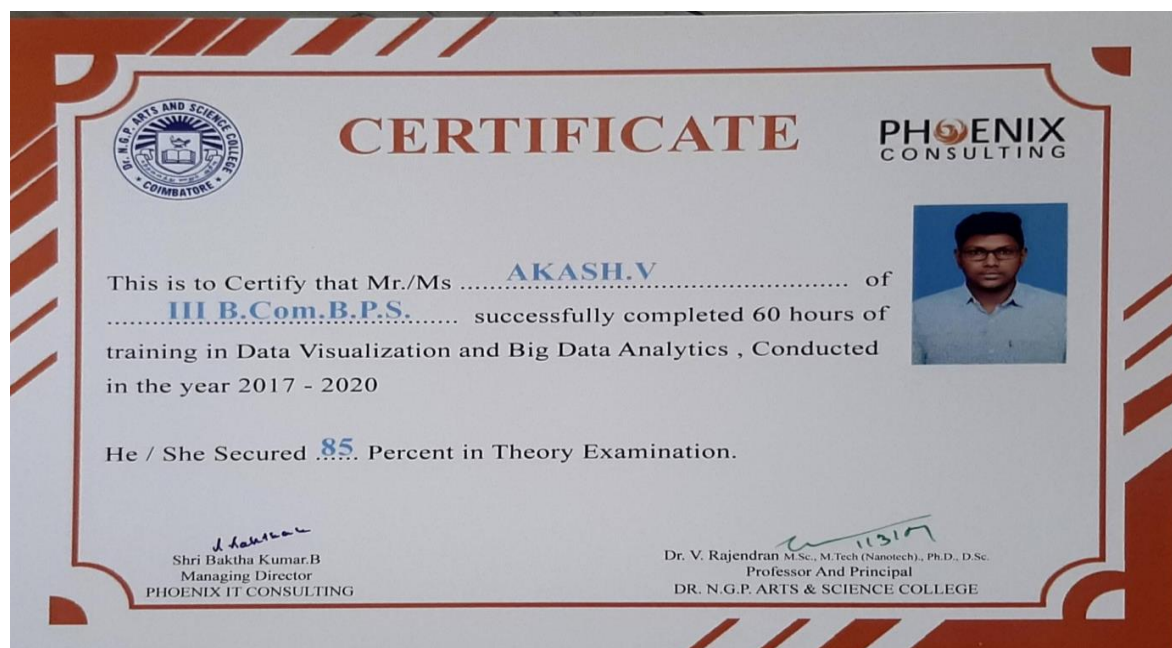 Dr. N.G.P. ARTS AND SCIENCE COLLEGE
* COIMBATORE *
CERTIFICATE
PHOENIX
CONSULTING
This is to Certify that Mr./Ms ....... AKASH.V ....... of
....... III B.Com.B.P.S. ....... successfully completed 60 hours of
training in Data Visualization and Big Data Analytics , Conducted
in the year 2017 - 2020
He / She Secured .85. Percent in Theory Examination.
Shri Baktha Kumar.B
Managing Director
PHOENIX IT CONSULTING
Dr. V. Rajendran M.Sc., M.Tech (Nanotech)., Ph.D., D.Sc.
Professor And Principal
DR. N.G.P. ARTS & SCIENCE COLLEGE